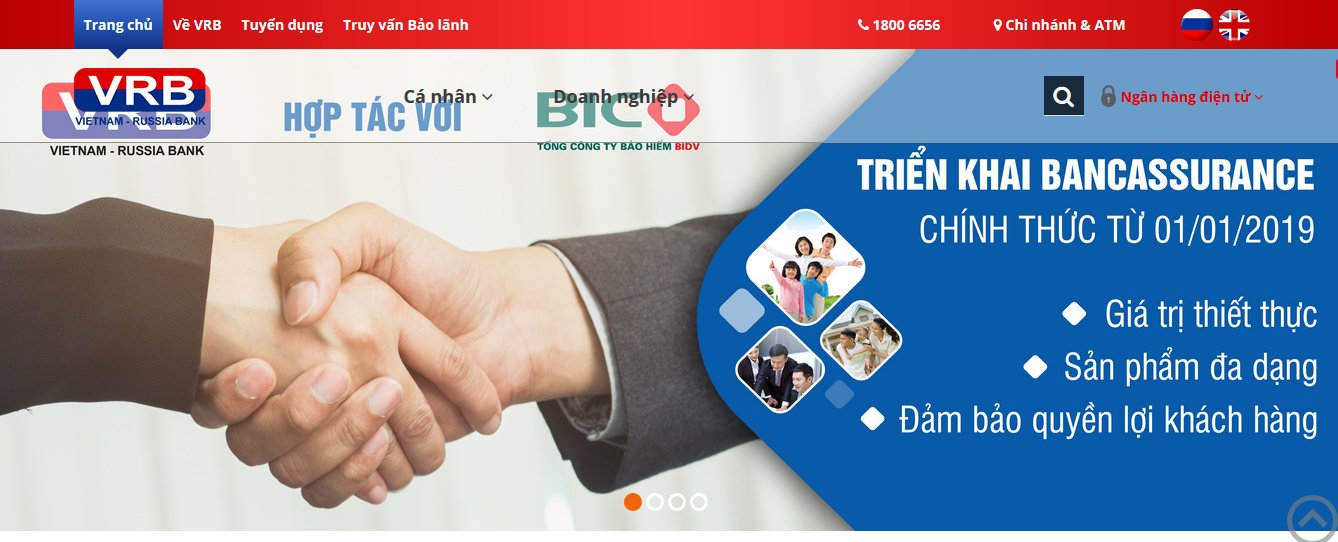 Trang chủ Về VRB Tuyển dụng Truy vấn Bảo lãnh 1800 6656 Chi nhánh & ATM
VRB
VIETNAM - RUSSIA BANK
VRB
VIETNAM - RUSSIA BANK
Cá nhân Doanh nghiệp Ngân hàng điện tử
HỢP TÁC VỚI BIC
TỔNG CÔNG TY BẢO HIỂM BIDV
TRIỂN KHAI BANCASSURANCE
CHÍNH THỨC TỪ 01/01/2019
Giá trị thiết thực
Sản phẩm đa dạng
Đảm bảo quyền lợi khách hàng